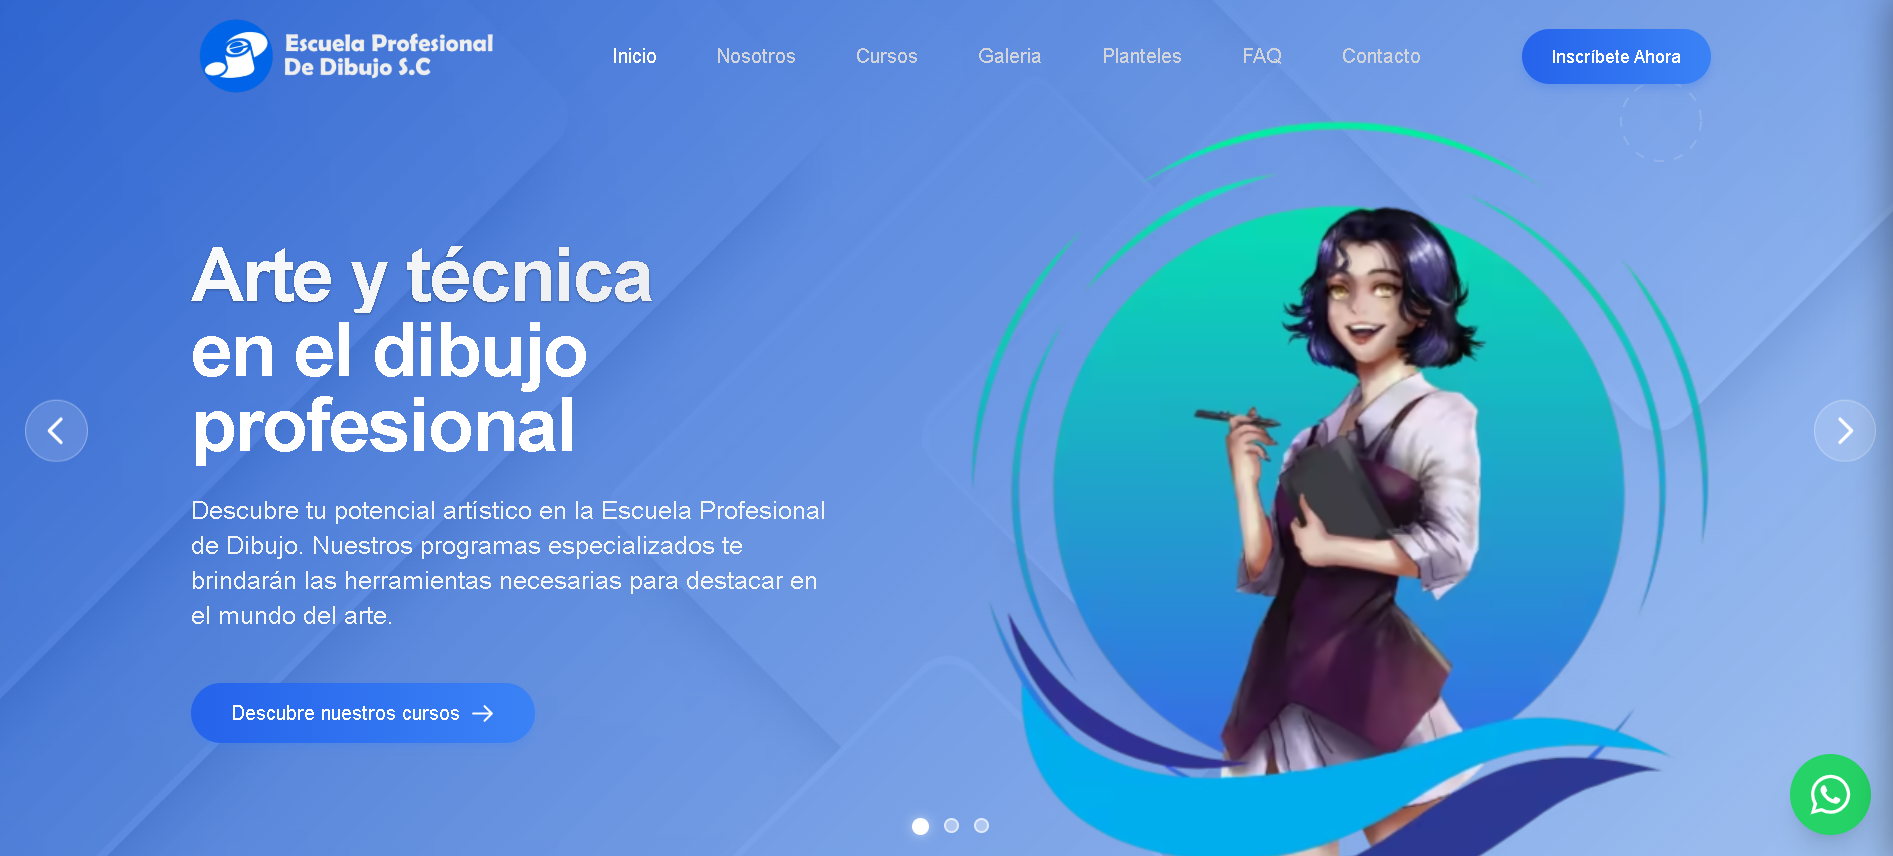 Escuela Profesional
De Dibujo S.C
Inicio
Nosotros
Cursos
Galeria
Planteles
FAQ
Contacto
Inscríbete Ahora
Arte y técnica
en el dibujo
profesional
Descubre tu potencial artístico en la Escuela Profesional
de Dibujo. Nuestros programas especializados te
brindarán las herramientas necesarias para destacar en
el mundo del arte.
Descubre nuestros cursos